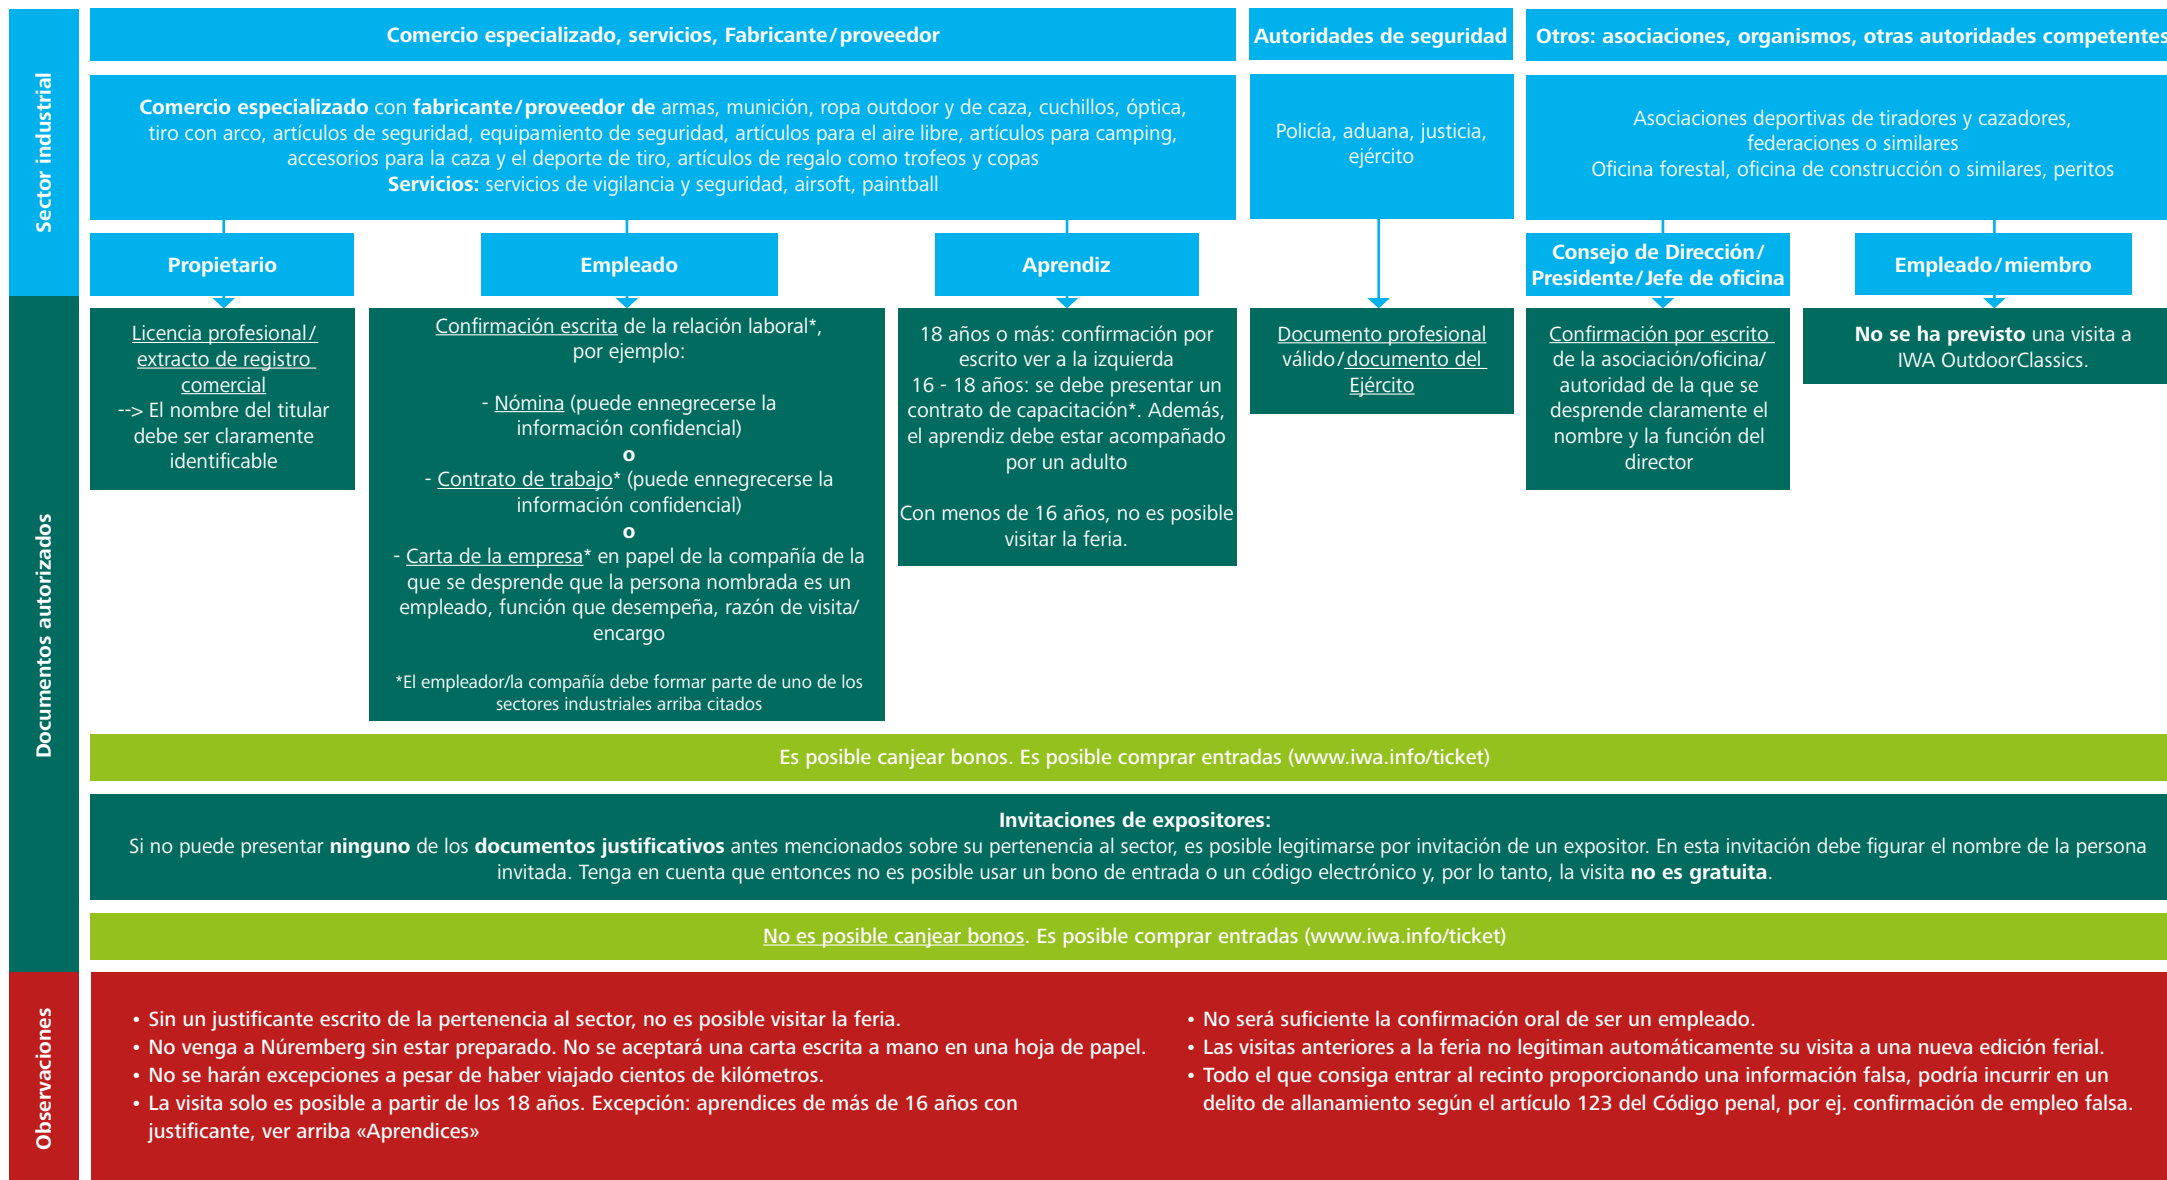 Sector industrial
Comercio especializado, servicios, Fabricante/proveedor
Comercio especializado con fabricante/proveedor de armas, munición, ropa outdoor y de caza, cuchillos, óptica,
tiro con arco, artículos de seguridad, equipamiento de seguridad, artículos para el aire libre, artículos para camping,
accesorios para la caza y el deporte de tiro, artículos de regalo como trofeos y copas
Servicios: servicios de vigilancia y seguridad, airsoft, paintball
Autoridades de seguridad
Policía, aduana, justicia,
ejército
Otros: asociaciones, organismos, otras autoridades competentes
Asociaciones deportivas de tiradores y cazadores,
federaciones o similares
Oficina forestal, oficina de construcción o similares, peritos
Propietario
Empleado
Aprendiz
Consejo de Dirección/
Presidente/Jefe de oficina
Empleado/miembro
Documentos autorizados
Licencia profesional/
extracto de registro
comercial
--> El nombre del titular
debe ser claramente
identificable
Confirmación escrita de la relación laboral*,
por ejemplo:
- Nómina (puede ennegrecerse la
información confidencial)
o
- Contrato de trabajo* (puede ennegrecerse la
información confidencial)
o
- Carta de la empresa* en papel de la compañía de la
que se desprende que la persona nombrada es un
empleado, función que desempeña, razón de visita/
encargo
*El empleador/la compañía debe formar parte de uno de los
sectores industriales arriba citados
18 años o más: confirmación por
escrito ver a la izquierda
16 - 18 años: se debe presentar un
contrato de capacitación*. Además,
el aprendiz debe estar acompañado
por un adulto
Con menos de 16 años, no es posible
visitar la feria.
Documento profesional
válido/documento del
Ejército
Confirmación por escrito
de la asociación/oficina/
autoridad de la que se
desprende claramente el
nombre y la función del
director
No se ha previsto una visita a
IWA OutdoorClassics.
Es posible canjear bonos. Es posible comprar entradas (www.iwa.info/ticket)
Invitaciones de expositores:
Si no puede presentar ninguno de los documentos justificativos antes mencionados sobre su pertenencia al sector, es posible legitimarse por invitación de un expositor. En esta invitación debe figurar el nombre de la persona
invitada. Tenga en cuenta que entonces no es posible usar un bono de entrada o un código electrónico y, por lo tanto, la visita no es gratuita.
No es posible canjear bonos. Es posible comprar entradas (www.iwa.info/ticket)
Observaciones
• Sin un justificante escrito de la pertenencia al sector, no es posible visitar la feria.
• No venga a Núremberg sin estar preparado. No se aceptará una carta escrita a mano en una hoja de papel.
• No se harán excepciones a pesar de haber viajado cientos de kilómetros.
• La visita solo es posible a partir de los 18 años. Excepción: aprendices de más de 16 años con
justificante, ver arriba «Aprendices»
• No será suficiente la confirmación oral de ser un empleado.
• Las visitas anteriores a la feria no legitiman automáticamente su visita a una nueva edición ferial.
• Todo el que consiga entrar al recinto proporcionando una información falsa, podría incurrir en un
delito de allanamiento según el artículo 123 del Código penal, por ej. confirmación de empleo falsa.